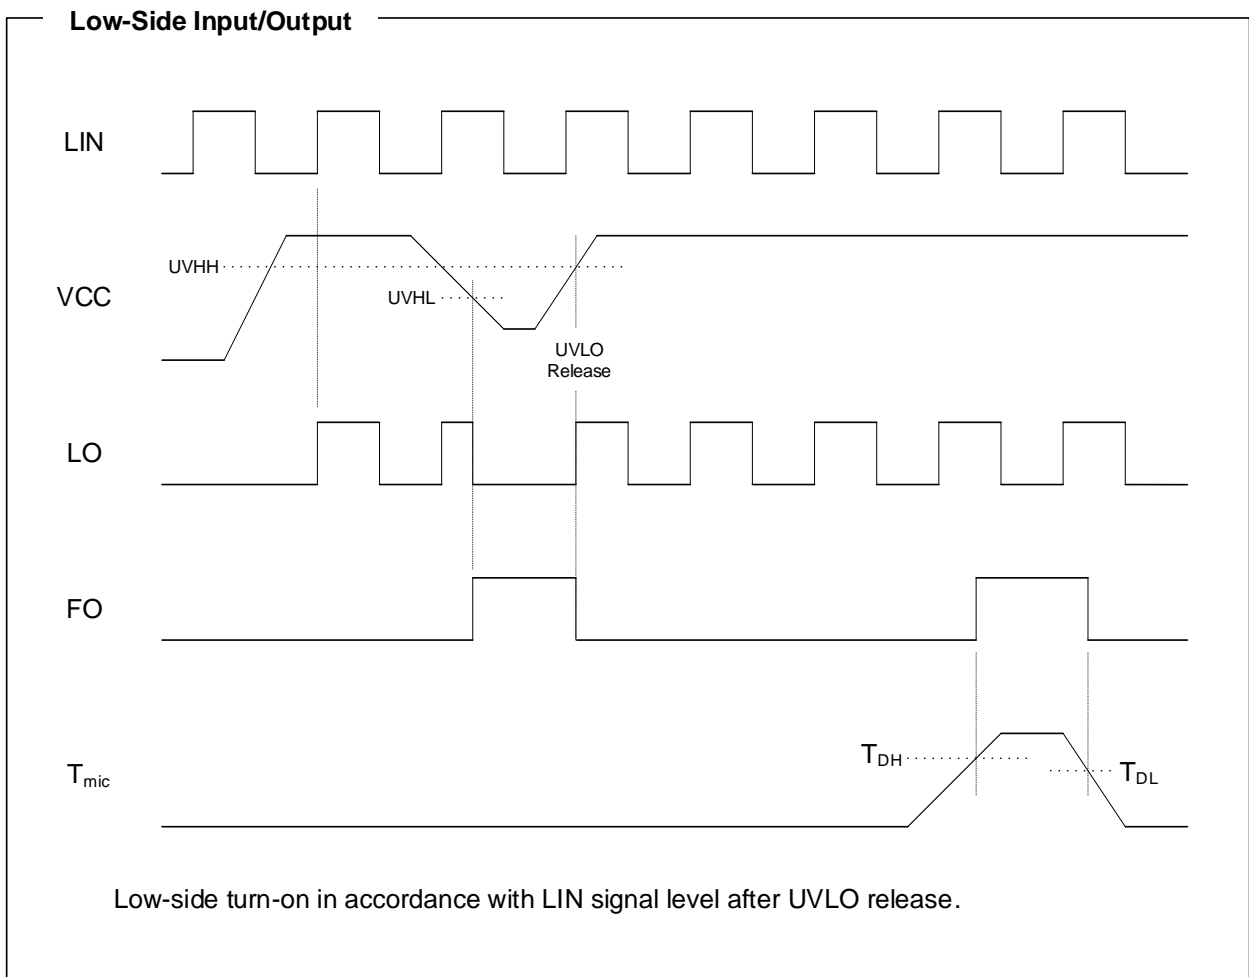 Low-Side Input/Output
LIN
UVHH
VCC
UVHL
UVLO
Release
LO
FO
TDH
Tmic
TDL
Low-side turn-on in accordance with LIN signal level after UVLO release.